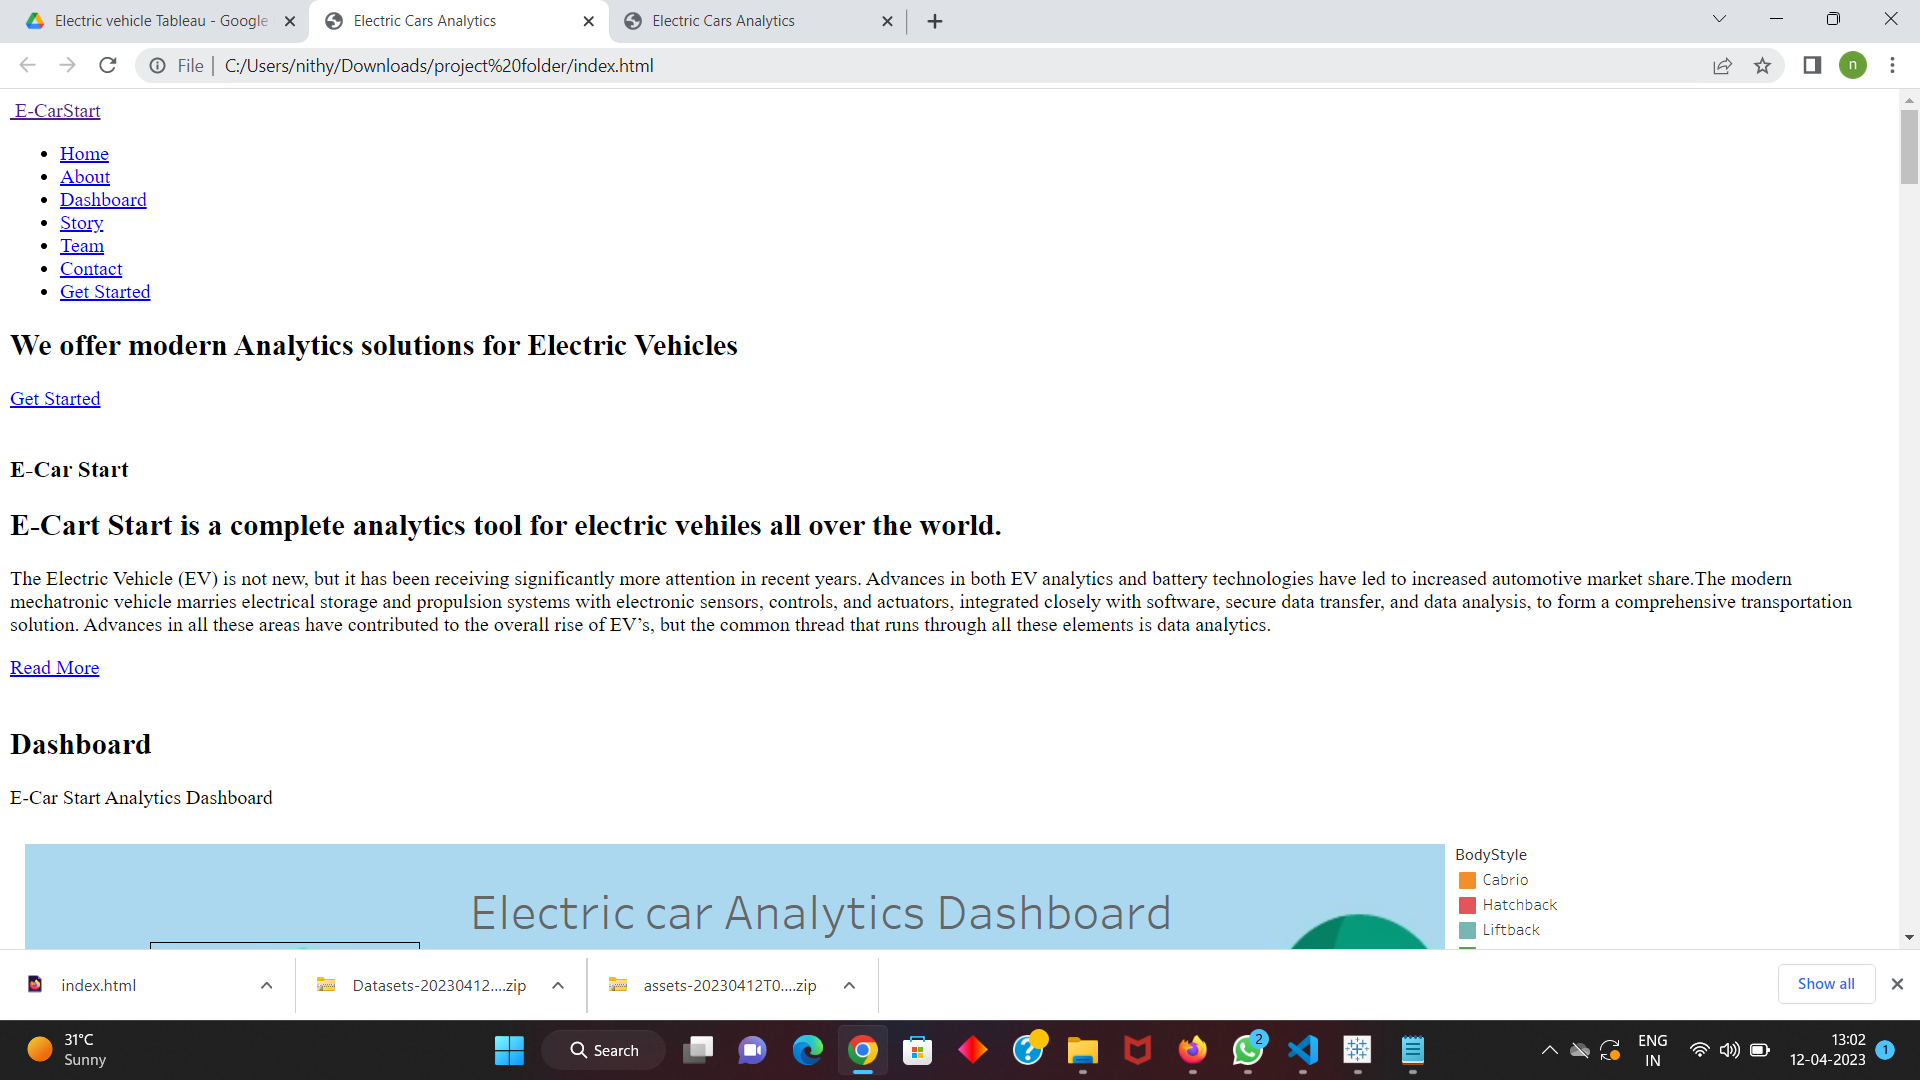 Electric vehicle Tableau - Google
Electric Cars Analytics
Electric Cars Analytics
File
C:/Users/nithy/Downloads/project%20folder/index.html
n
E-CarStart
Home
About
Dashboard
Story
Team
Contact
Get Started
We offer modern Analytics solutions for Electric Vehicles
Get Started
E-Car Start
E-Cart Start is a complete analytics tool for electric vehiles all over the world.
The Electric Vehicle (EV) is not new, but it has been receiving significantly more attention in recent years. Advances in both EV analytics and battery technologies have led to increased automotive market share.The modern
mechatronic vehicle marries electrical storage and propulsion systems with electronic sensors, controls, and actuators, integrated closely with software, secure data transfer, and data analysis, to form a comprehensive transportation
solution. Advances in all these areas have contributed to the overall rise of EV’s, but the common thread that runs through all these elements is data analytics.
Read More
Dashboard
E-Car Start Analytics Dashboard
Electric car Analytics Dashboard
BodyStyle
Cabrio
Hatchback
Liftback
index.html
Datasets-20230412....zip
assets-20230412T0....zip
Show all
31°C
Sunny
Search
2
ENG
IN
13:02
12-04-2023
1